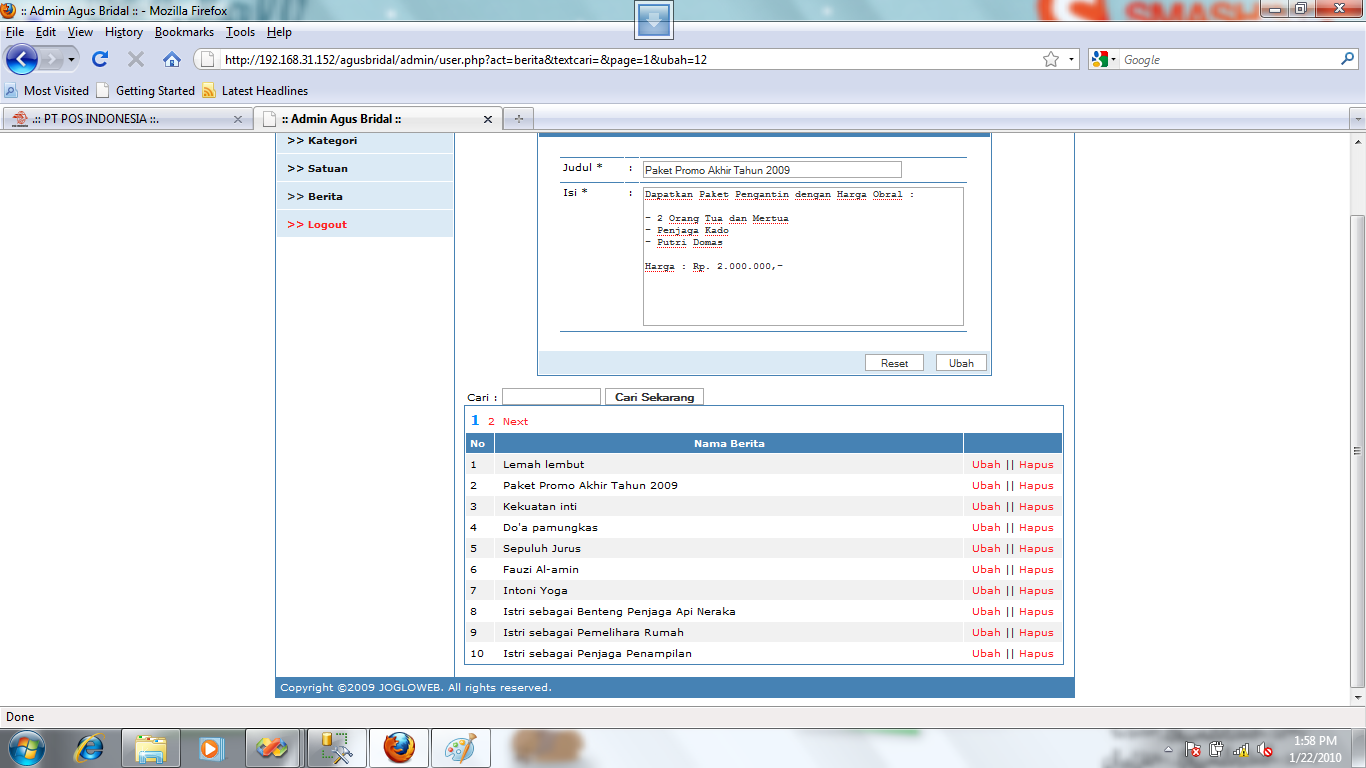 :: Admin Agus Bridal :: - Mozilla Firefox
SMASH
File Edit View History Bookmarks Tools Help
http://192.168.31.152/agusbridal/admin/user.php?act=berita&textcari=&page=1&ubah=12
Google
Most Visited Getting Started Latest Headlines
.:: PT POS INDONESIA ::.
:: Admin Agus Bridal ::
>> Kategori
>> Satuan
>> Berita
>> Logout
Judul * : Paket Promo Akhir Tahun 2009
Isi * : Dapatkan Paket Pengantin dengan Harga Obral :
- 2 Orang Tua dan Mertua
- Penjaga Kado
- Putri Domas
Harga : Rp. 2.000.000,-
Reset Ubah
Cari : Cari Sekarang
1 2 Next
No Nama Berita
1 Lemah lembut Ubah || Hapus
2 Paket Promo Akhir Tahun 2009 Ubah || Hapus
3 Kekuatan inti Ubah || Hapus
4 Do'a pamungkas Ubah || Hapus
5 Sepuluh Jurus Ubah || Hapus
6 Fauzi Al-amin Ubah || Hapus
7 Intoni Yoga Ubah || Hapus
8 Istri sebagai Benteng Penjaga Api Neraka Ubah || Hapus
9 Istri sebagai Pemelihara Rumah Ubah || Hapus
10 Istri sebagai Penjaga Penampilan Ubah || Hapus
Copyright ©2009 JOGLOWEB. All rights reserved.
Done
1:58 PM
1/22/2010